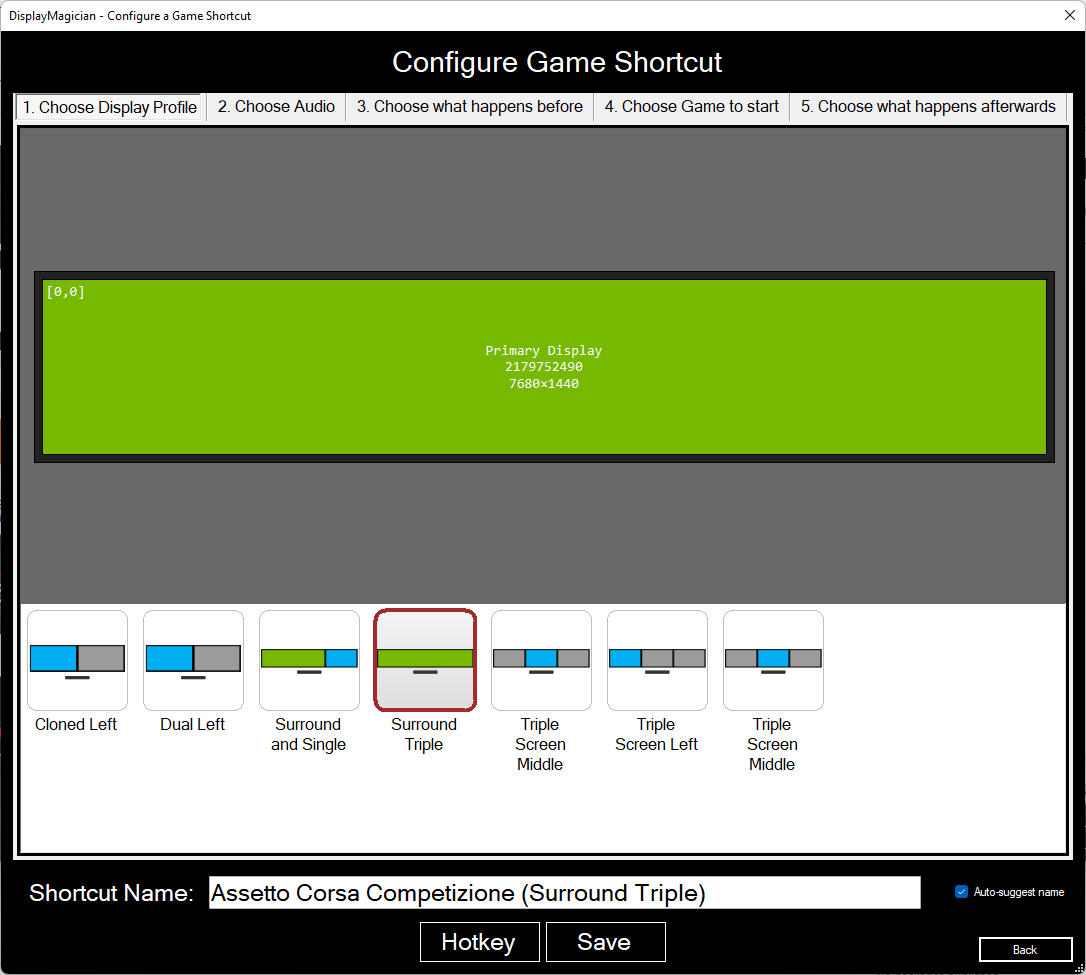 DisplayMagician - Configure a Game Shortcut
Configure Game Shortcut
1. Choose Display Profile
2. Choose Audio
3. Choose what happens before
4. Choose Game to start
5. Choose what happens afterwards
[0,0]
Primary Display
2179752490
7680×1440
Cloned Left
Dual Left
Surround
and Single
Surround
Triple
Triple
Screen
Middle
Triple
Screen Left
Triple
Screen
Middle
Shortcut Name:
Assetto Corsa Competizione (Surround Triple)
Auto-suggest name
Hotkey
Save
Back